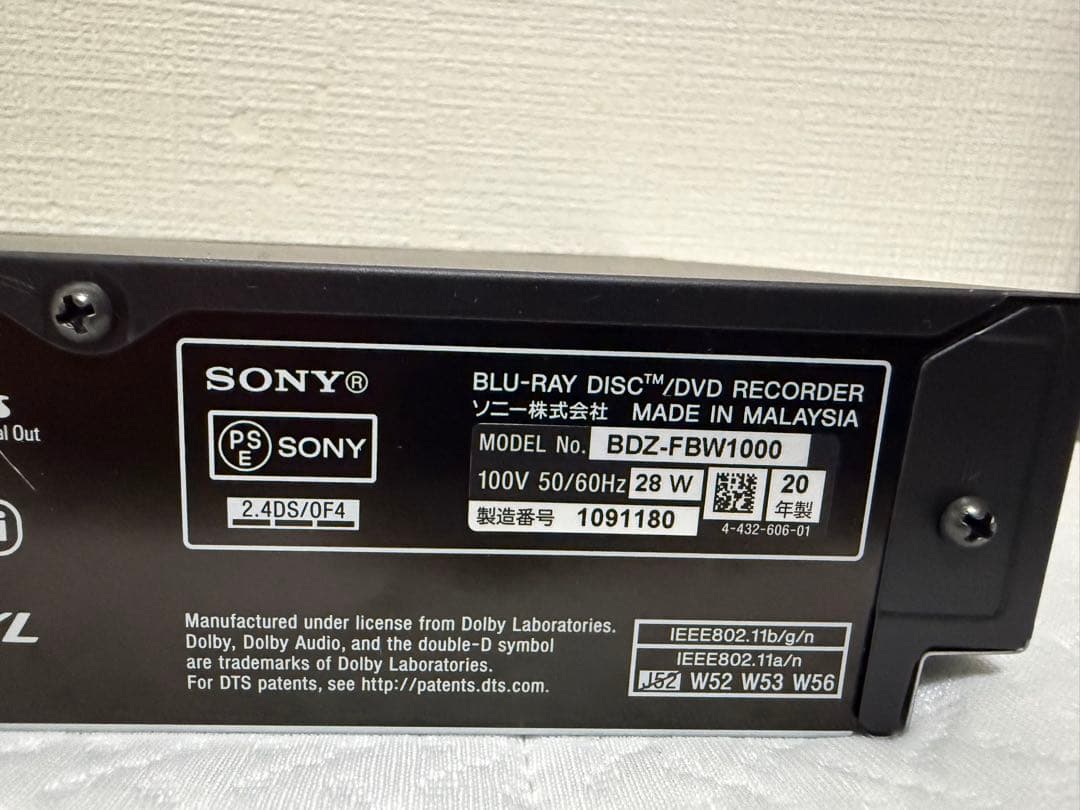 al Out
SONY®
PSE SONY
2.4DS/OF4
BLU-RAY DISC™/DVD RECORDER
ソニー株式会社 MADE IN MALAYSIA
MODEL No. BDZ-FBW1000
100V 50/60Hz 28 W
20年製
製造番号 1091180
4-432-606-01
Manufactured under license from Dolby Laboratories.
Dolby, Dolby Audio, and the double-D symbol
are trademarks of Dolby Laboratories.
For DTS patents, see http://patents.dts.com.
IEEE802.11b/g/n
IEEE802.11a/n
J52 W52 W53 W56